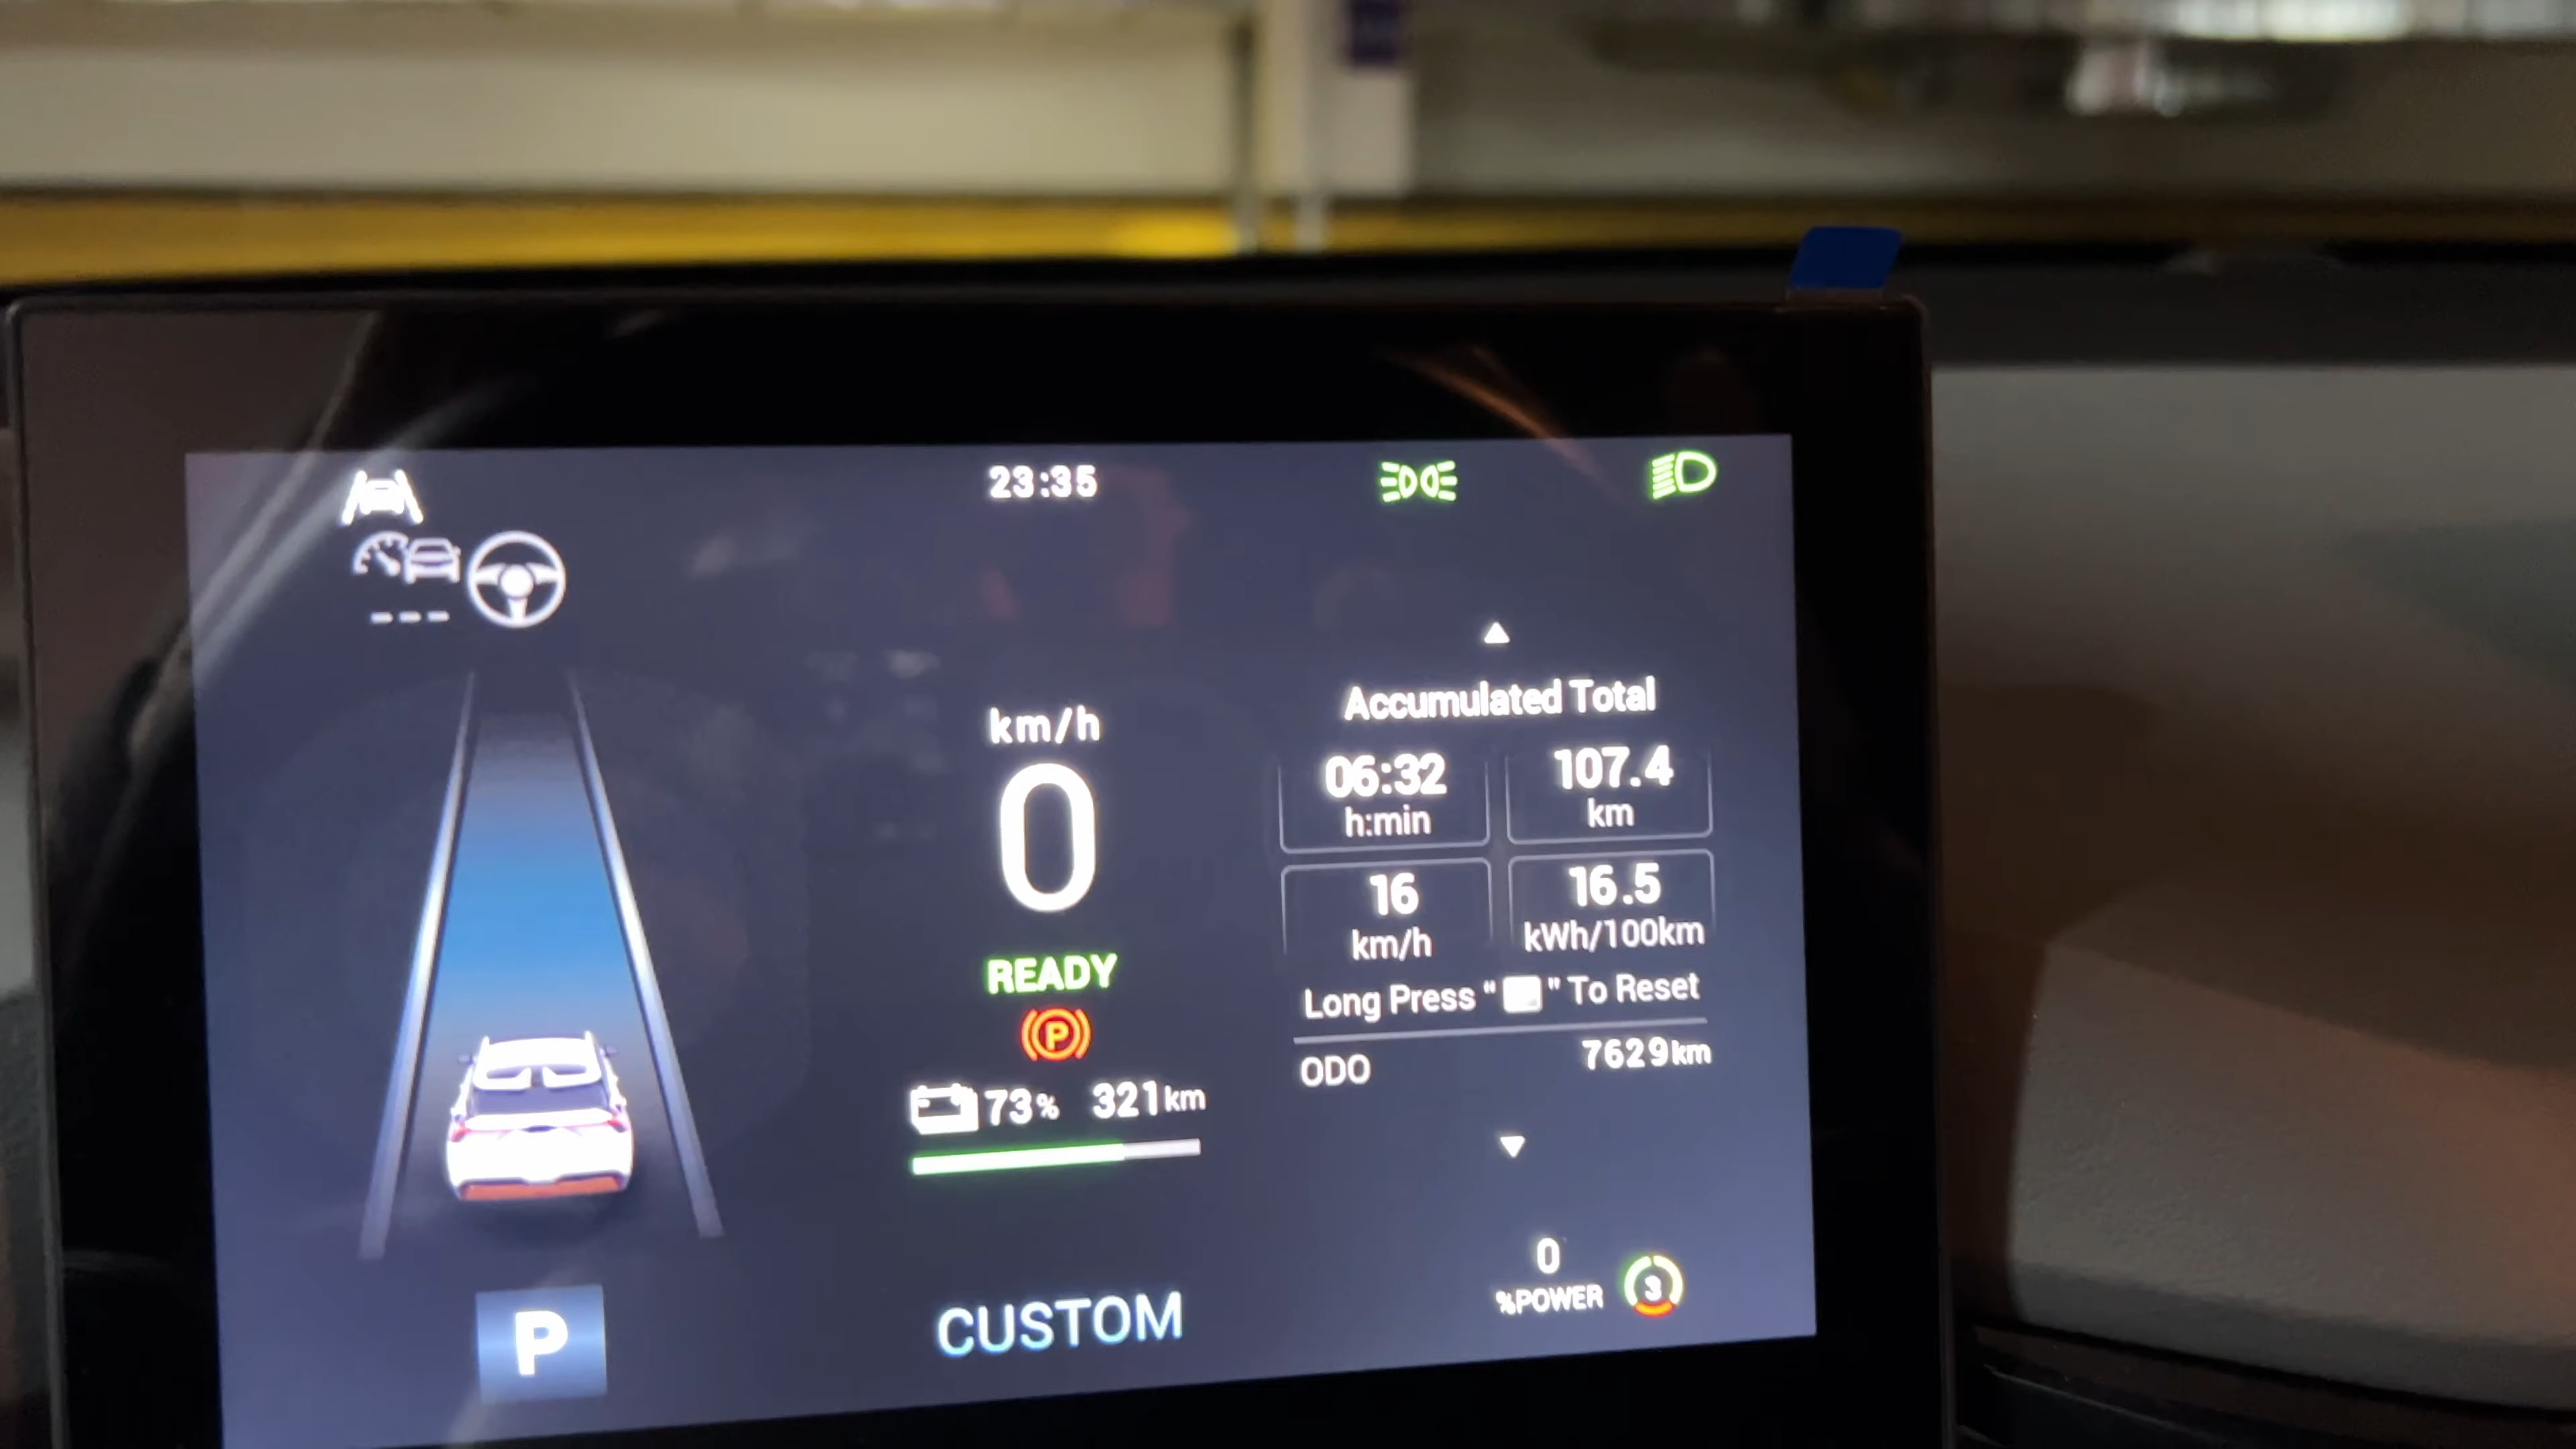 23:35
km/h
0
READY
P
73% 321km
Accumulated Total
06:32 107.4
h:min km
16 16.5
km/h kWh/100km
Long Press " " To Reset
ODO 7629km
P
CUSTOM
0
%POWER 3